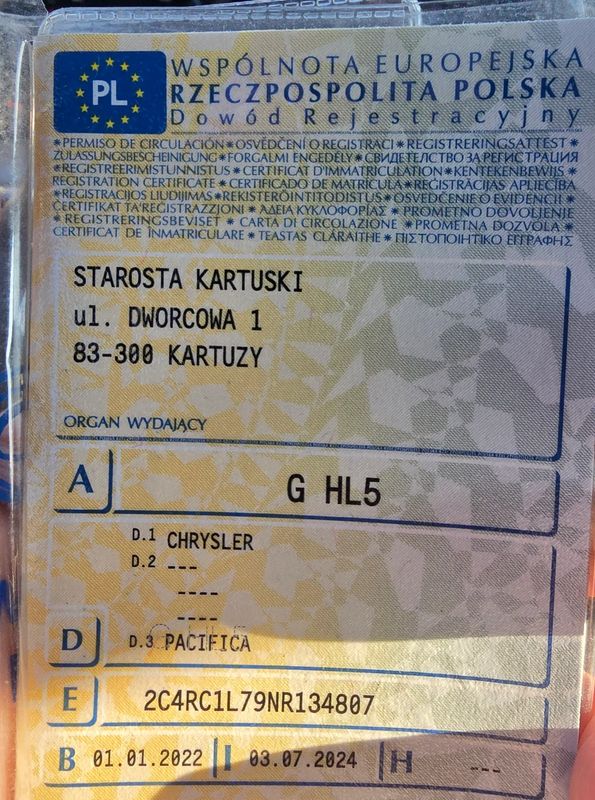 PL
WSPÓLNOTA EUROPEJSKA
RZECZPOSPOLITA POLSKA
Dowód Rejestracyjny
*PERMISO DE CIRCULACIÓN*OSVĚDČENÍ O REGISTRACI*REGISTRERINGSATTEST*
ZULASSUNGSBESCHEINIGUNG*FORGALMI ENGEDÉLY*СВИДЕТЕЛСТВО ЗА РЕГИСТРАЦИЯ
*REGISTREERIMISTUNNISTUS*CERTIFICAT D'IMMATRICULATION*KENTEKENBEWIJS*
REGISTRATION CERTIFICATE*CERTIFICADO DE MATRÍCULA*REĢISTRĀCIJAS APLIECĪBA
*REGISTRACIJOS LIUDIJIMAS*REKISTERÖINTITODISTUS*OSVEDČENIE O EVIDENCII*
ĊERTIFIKAT TA'REĠISTRAZZJONI*ΑΔΕΙΑ ΚΥΚΛΟΦΟΡΙΑΣ*PROMETNO DOVOLJENJE
*REGISTRERINGSBEVISET*CARTA DI CIRCOLAZIONE*PROMETNA DOZVOLA*
CERTIFICAT DE ÎNMATRICULARE*TEASTAS CLÁRAITHE*ΠΙΣΤΟΠΟΙΗΤΙΚΟ ΕΓΓΡΑΦΗΣ
STAROSTA KARTUSKI
ul. DWORCOWA 1
83-300 KARTUZY
ORGAN WYDAJĄCY
A G HL5
D.1 CHRYSLER
D.2 ---
----
----
D D.3 PACIFICA
E 2C4RC1L79NR134807
B 01.01.2022 I 03.07.2024 H ---